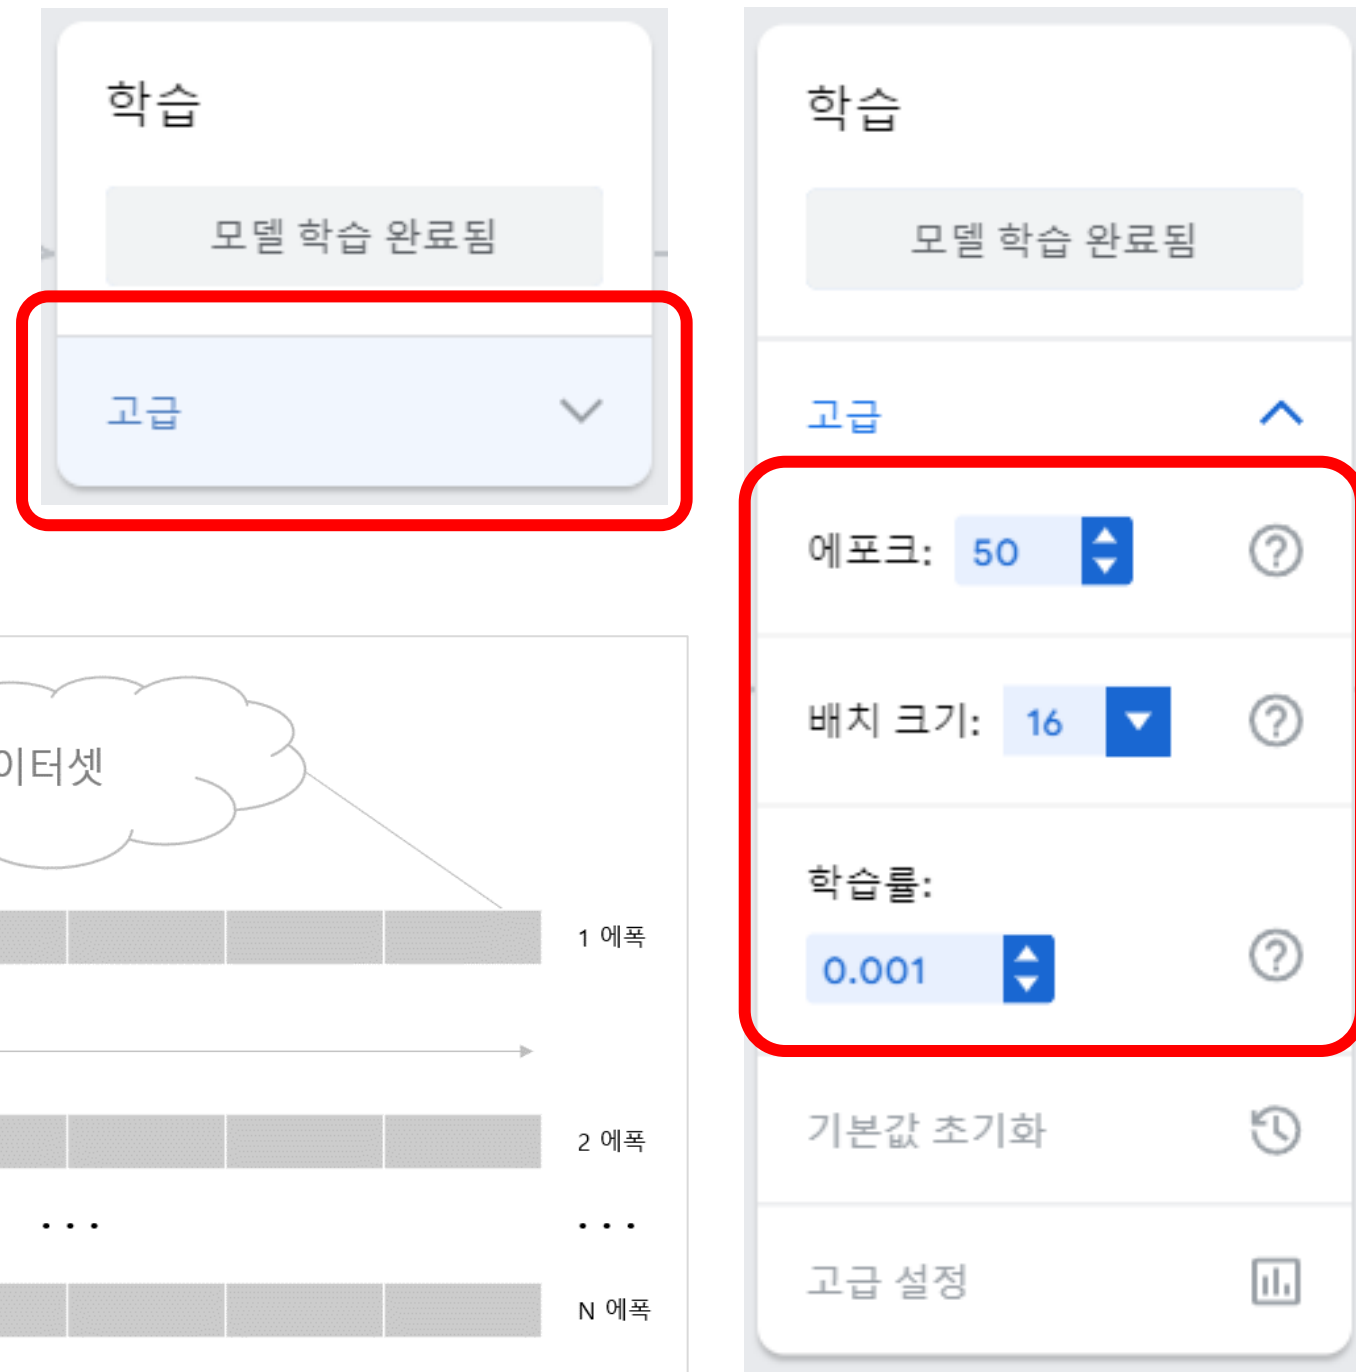 학습
모델 학습 완료됨
고급
이터셋
1 에폭
2 에폭
...
...
N 에폭
학습
모델 학습 완료됨
고급
에포크: 50
배치 크기: 16
학습률:
0.001
기본값 초기화
고급 설정